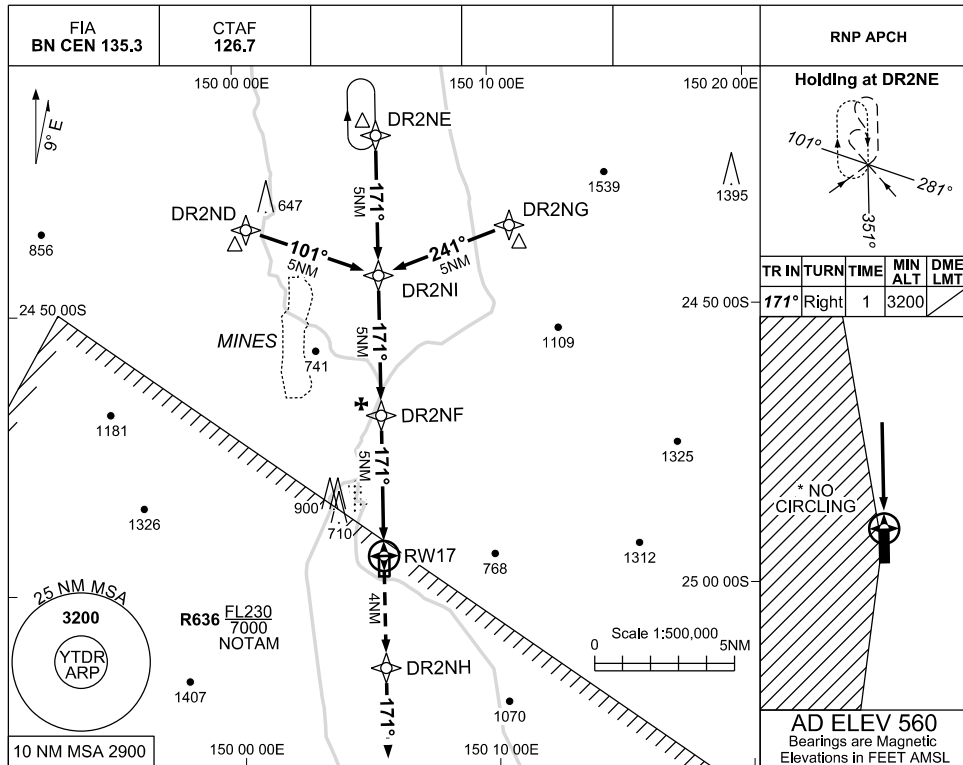 FIA
BN CEN 135.3
CTAF
126.7
RNP APCH
150 00 00E
150 10 00E
150 20 00E
9° E
DR2NE
171°
5NM
1539
1395
647
DR2ND
DR2NG
856
101°
5NM
241°
5NM
DR2NI
24 50 00S
24 50 00S
MINES
171°
5NM
741
1109
DR2NF
1181
171°
5NM
1325
900
710
1326
RW17
768
1312
25 00 00S
25 NM MSA
3200
YTDR
ARP
R636 FL230
7000
NOTAM
4NM
Scale 1:500,000
0 5NM
DR2NH
1407
171°
1070
10 NM MSA 2900
150 00 00E
150 10 00E
Holding at DR2NE
101°
281°
351°
TR IN TURN TIME MIN ALT DME LMT
171° Right 1 3200
* NO
CIRCLING
AD ELEV 560
Bearings are Magnetic
Elevations in FEET AMSL